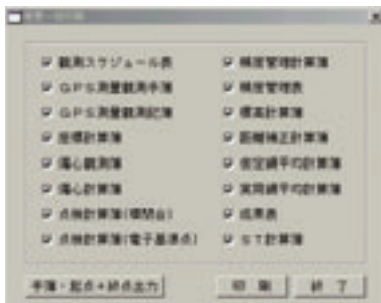 観測スケジュール表
GPS測量観測手簿
GPS測量観測記簿
座標計算簿
偏心観測簿
偏心計算簿
点検計算簿(環閉合)
点検計算簿(電子基準点)
精度管理計算簿
精度管理表
標高計算簿
距離補正計算簿
仮定網平均計算簿
実用網平均計算簿
成果表
ST計算簿
手簿・起点+終点出力
印刷
終了